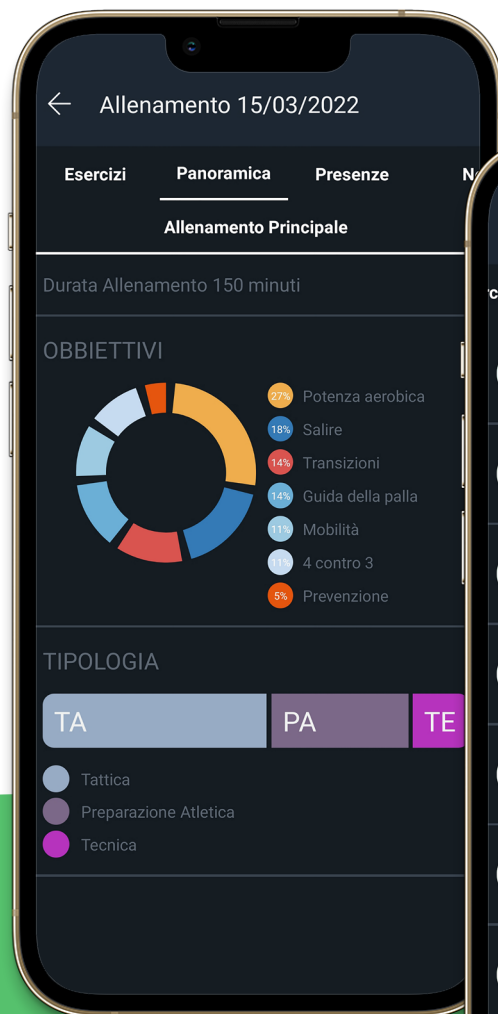 Allenamento 15/03/2022
Esercizi Panoramica Presenze
Allenamento Principale
Durata Allenamento 150 minuti
OBBIETTIVI
27% Potenza aerobica
18% Salire
14% Transizioni
14% Guida della palla
11% Mobilità
11% 4 contro 3
5% Prevenzione
TIPOLOGIA
TA PA TE
Tattica
Preparazione Atletica
Tecnica